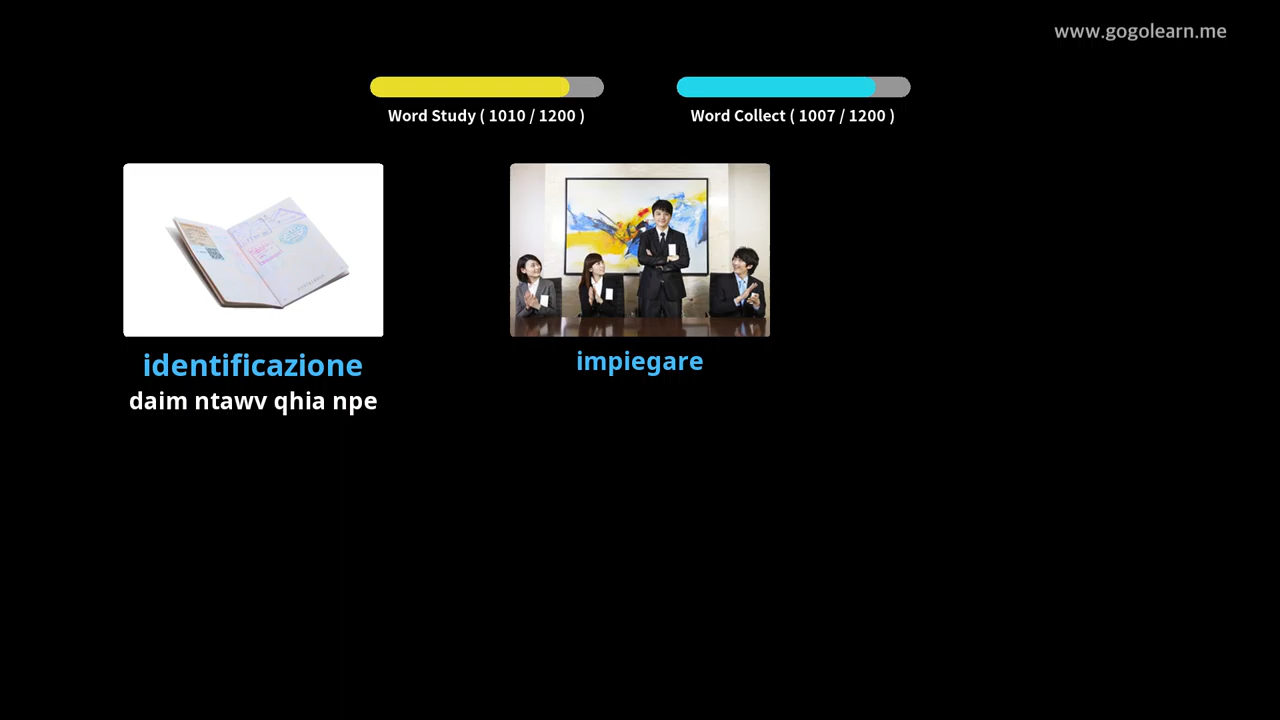 www.gogolearn.me
Word Study ( 1010 / 1200 )
Word Collect ( 1007 / 1200 )
identificazione
daim ntawv qhia npe
impiegare